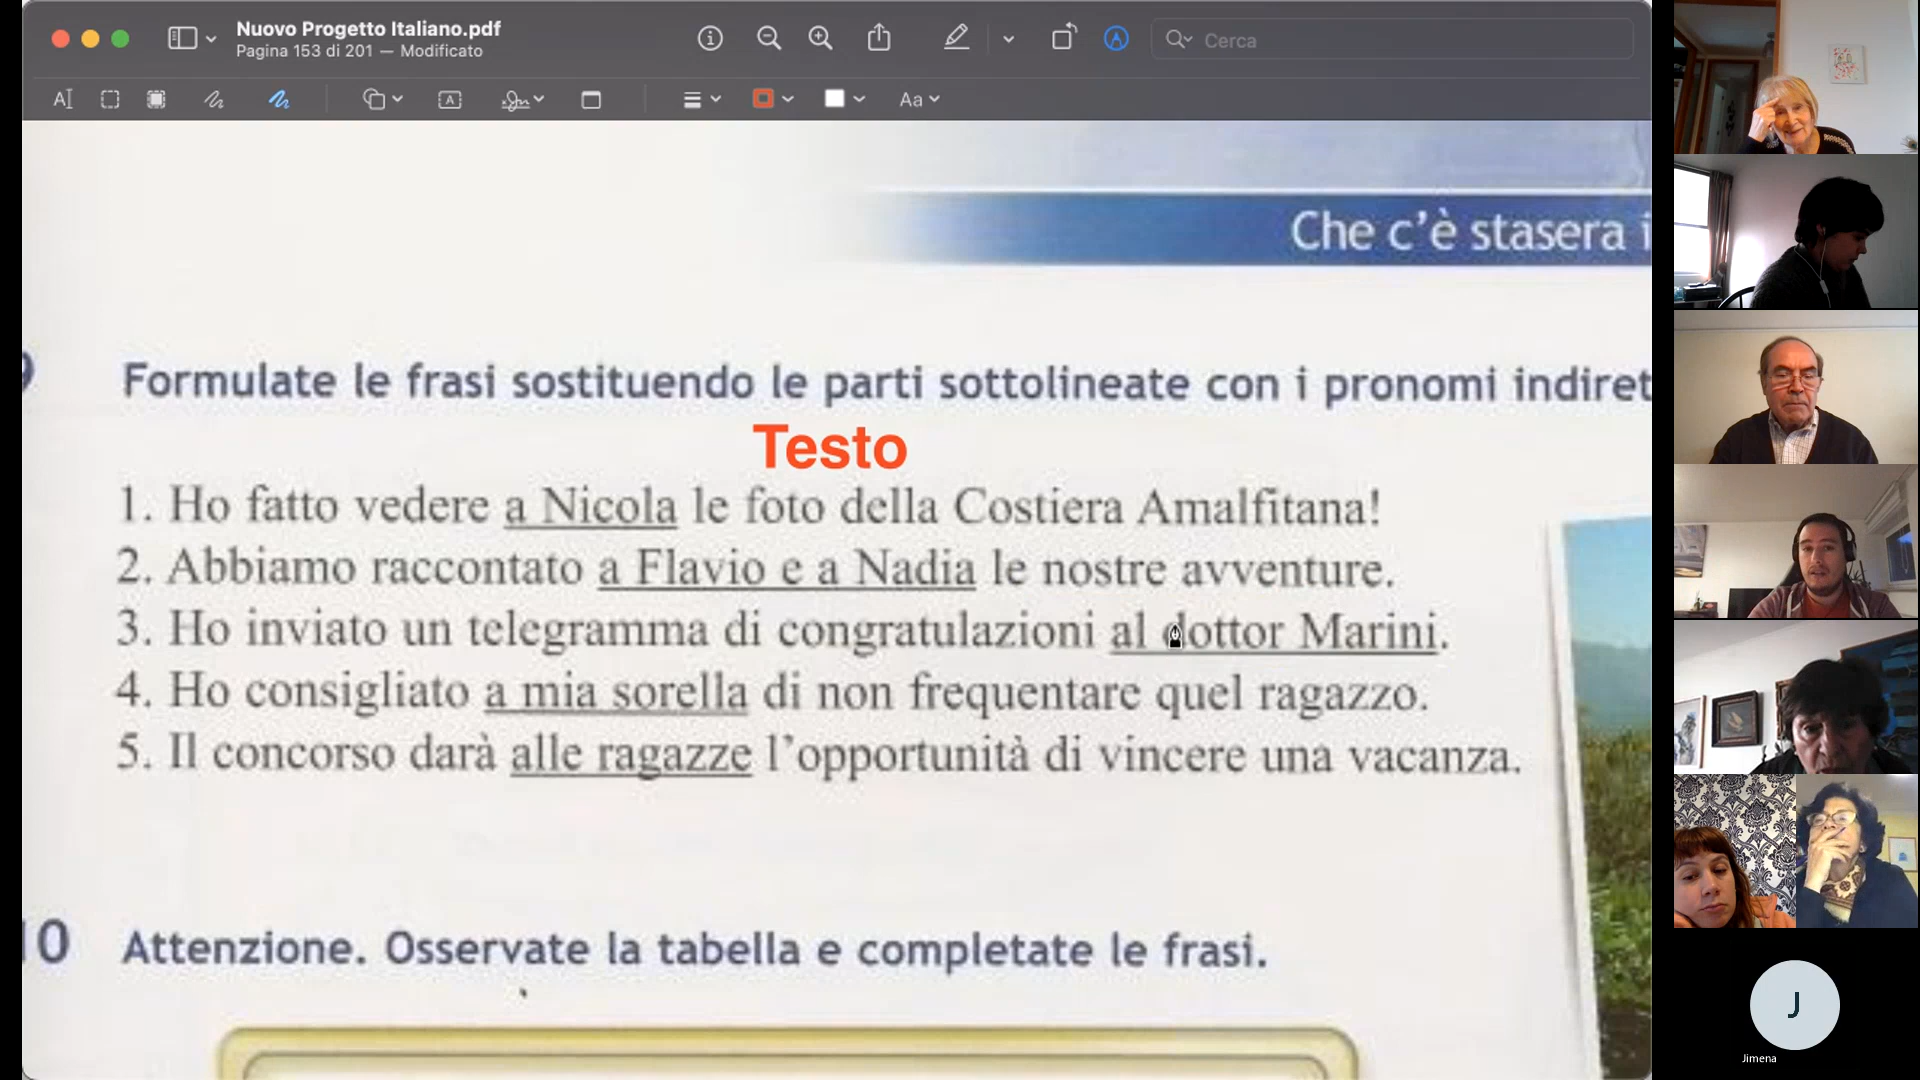 Nuovo Progetto Italiano.pdf
Pagina 153 di 201 — Modificato
Cerca
Aa
Che c'è stasera i
9 Formulate le frasi sostituendo le parti sottolineate con i pronomi indiret
Testo
1. Ho fatto vedere a Nicola le foto della Costiera Amalfitana!
2. Abbiamo raccontato a Flavio e a Nadia le nostre avventure.
3. Ho inviato un telegramma di congratulazioni al dottor Marini.
4. Ho consigliato a mia sorella di non frequentare quel ragazzo.
5. Il concorso darà alle ragazze l'opportunità di vincere una vacanza.
10 Attenzione. Osservate la tabella e completate le frasi.
J
Jimena